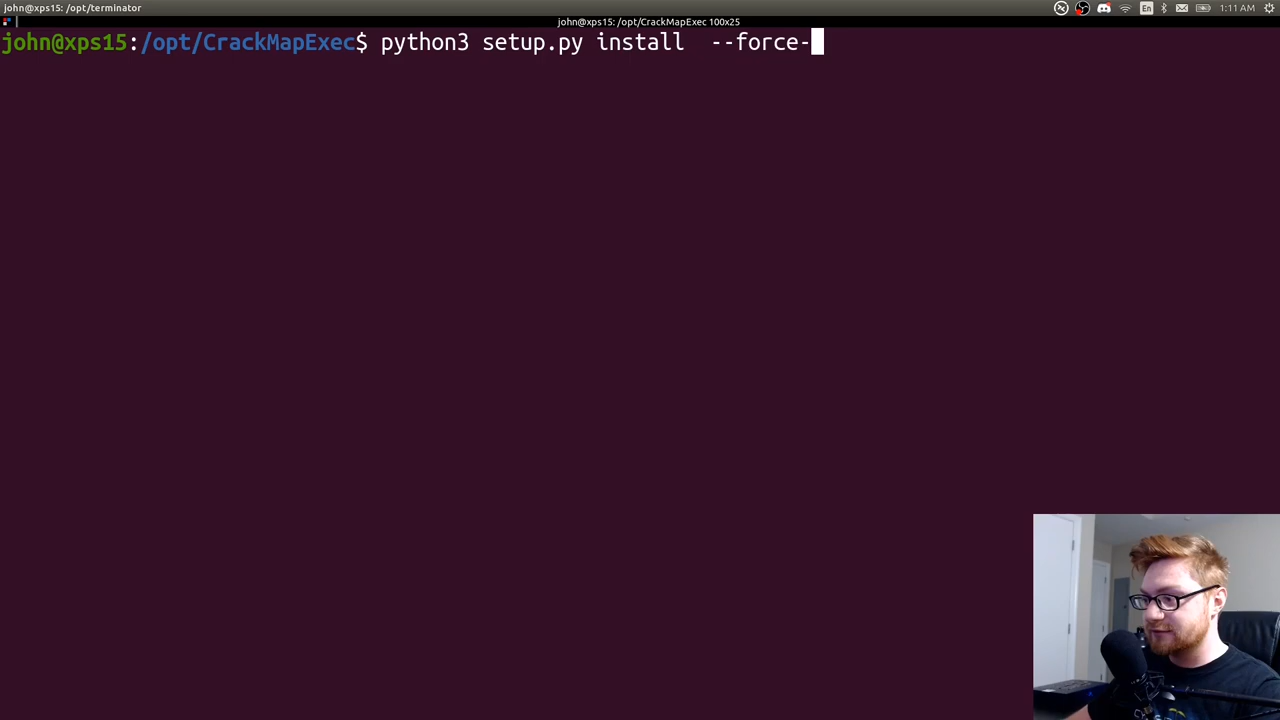 john@xps15: /opt/terminator
En
1:11 AM
john@xps15: /opt/CrackMapExec 100x25
john@xps15:/opt/CrackMapExec$ python3 setup.py install  --force-